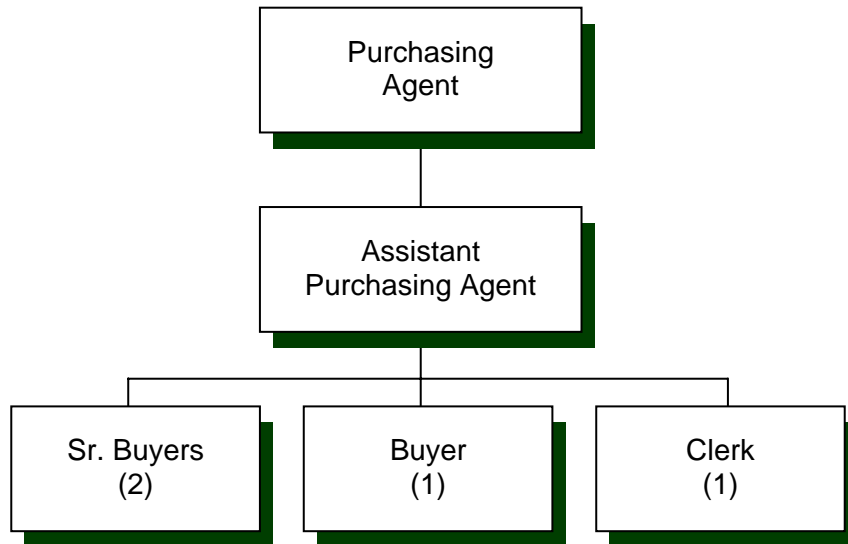 Purchasing
Agent
Assistant
Purchasing Agent
Sr. Buyers
(2)
Buyer
(1)
Clerk
(1)